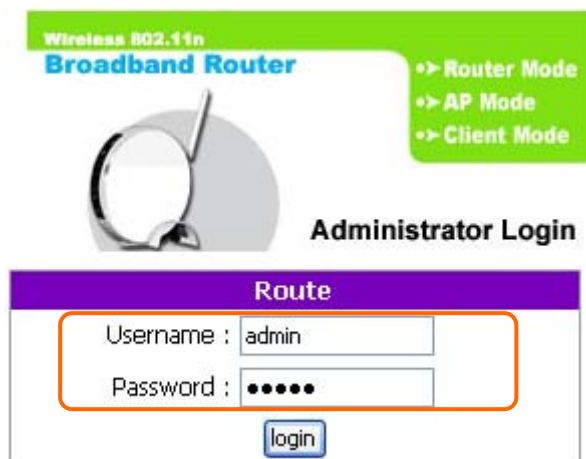 Wireless 802.11n
Broadband Router
•➤ Router Mode
•➤ AP Mode
•➤ Client Mode
Administrator Login
Route
Username : admin
Password : •••••
login